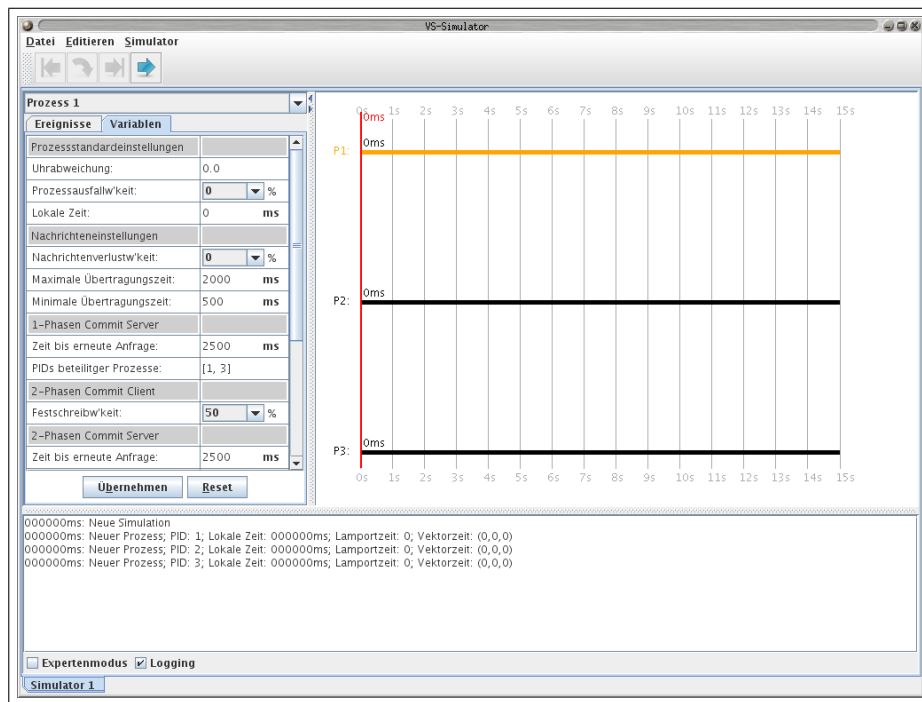 VS-Simulator
Datei Editieren Simulator
Prozess 1
Ereignisse Variablen
Prozessstandardeinstellungen
Uhrabweichung: 0.0
Prozessausfallw'keit: 0 %
Lokale Zeit: 0 ms
Nachrichteneinstellungen
Nachrichtenverlustw'keit: 0 %
Maximale Übertragungszeit: 2000 ms
Minimale Übertragungszeit: 500 ms
1-Phasen Commit Server
Zeit bis erneute Anfrage: 2500 ms
PIDs beteilitger Prozesse: [1, 3]
2-Phasen Commit Client
Festschreibw'keit: 50 %
2-Phasen Commit Server
Zeit bis erneute Anfrage: 2500 ms
Übernehmen Reset
0s 1s 2s 3s 4s 5s 6s 7s 8s 9s 10s 11s 12s 13s 14s 15s
0ms
0ms
P1:
0ms
P2:
0ms
P3:
0s 1s 2s 3s 4s 5s 6s 7s 8s 9s 10s 11s 12s 13s 14s 15s
000000ms: Neue Simulation
000000ms: Neuer Prozess; PID: 1; Lokale Zeit: 000000ms; Lamportzeit: 0; Vektorzeit: (0,0,0)
000000ms: Neuer Prozess; PID: 2; Lokale Zeit: 000000ms; Lamportzeit: 0; Vektorzeit: (0,0,0)
000000ms: Neuer Prozess; PID: 3; Lokale Zeit: 000000ms; Lamportzeit: 0; Vektorzeit: (0,0,0)
Expertenmodus Logging
Simulator 1